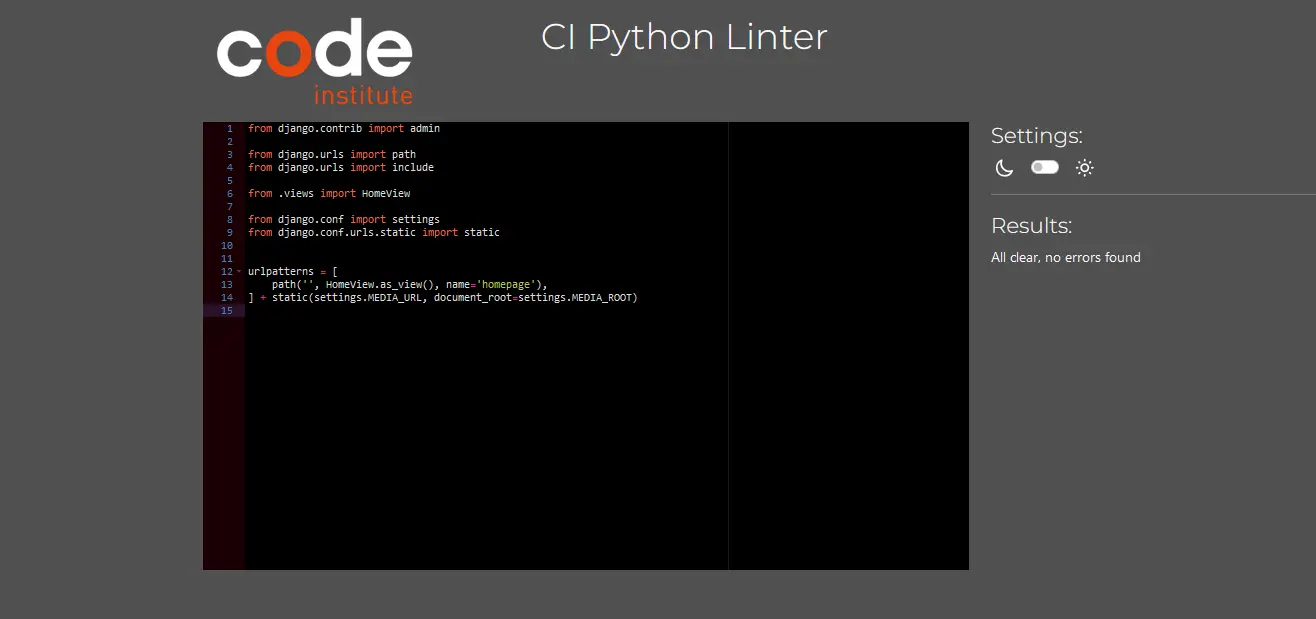 code
institute
CI Python Linter
1 from django.contrib import admin
2
3 from django.urls import path
4 from django.urls import include
5
6 from .views import HomeView
7
8 from django.conf import settings
9 from django.conf.urls.static import static
10
11
12 urlpatterns = [
13     path('', HomeView.as_view(), name='homepage'),
14 ] + static(settings.MEDIA_URL, document_root=settings.MEDIA_ROOT)
15
Settings:
Results:
All clear, no errors found